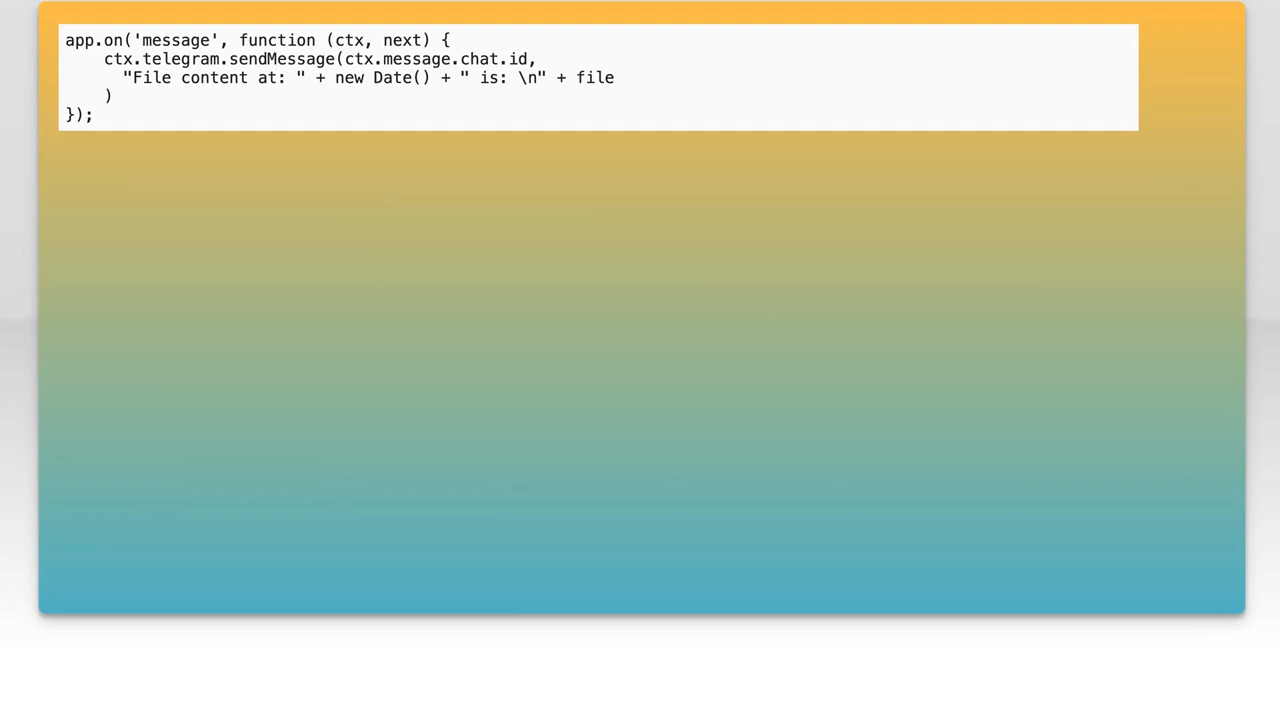 app.on('message', function (ctx, next) {
    ctx.telegram.sendMessage(ctx.message.chat.id,
      "File content at: " + new Date() + " is: \n" + file
    )
});